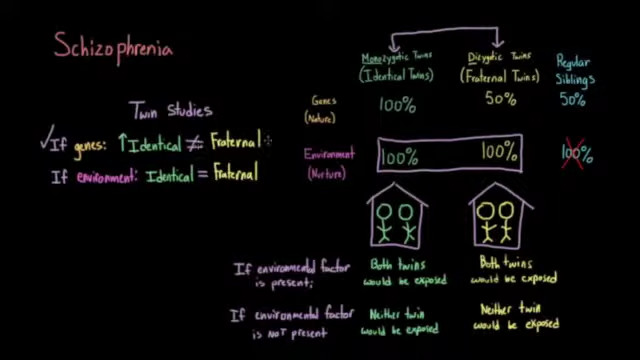 Schizophrenia
Monozygotic Twins
(Identical Twins)
Dizygotic Twins
(Fraternal Twins)
Regular
Siblings
Twin Studies
Genes
(Nature)
100%
50%
50%
✓If genes: ↑Identical ≠ Fraternal
If environment: Identical = Fraternal
Environment
(Nurture)
100%
100%
100%
If environmental factor
is present;
Both twins
would be exposed
Both twins
would be exposed
If environmental factor
is NOT present
Neither twin
would be exposed
Neither twin
would be exposed